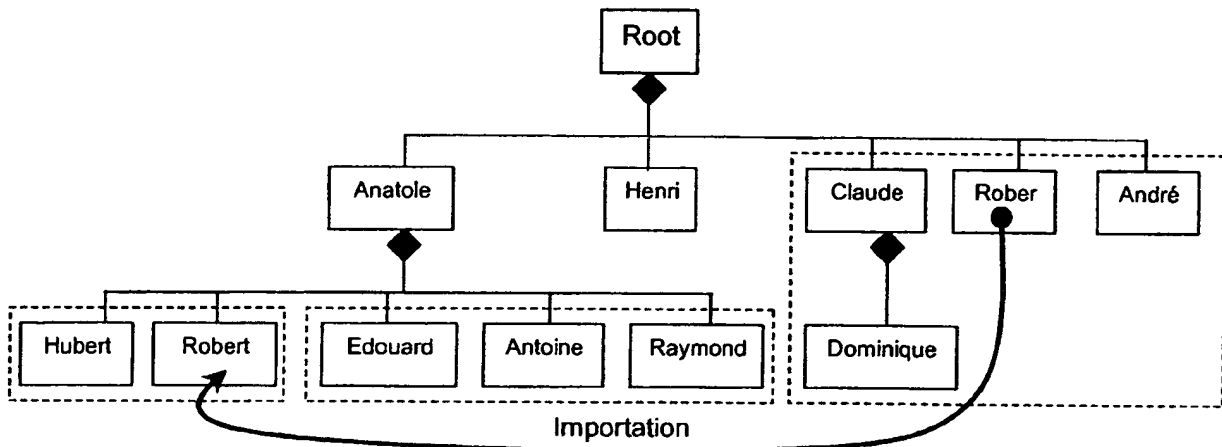 Root
Anatole
Henri
Claude
Rober
André
Hubert
Robert
Edouard
Antoine
Raymond
Dominique
Importation